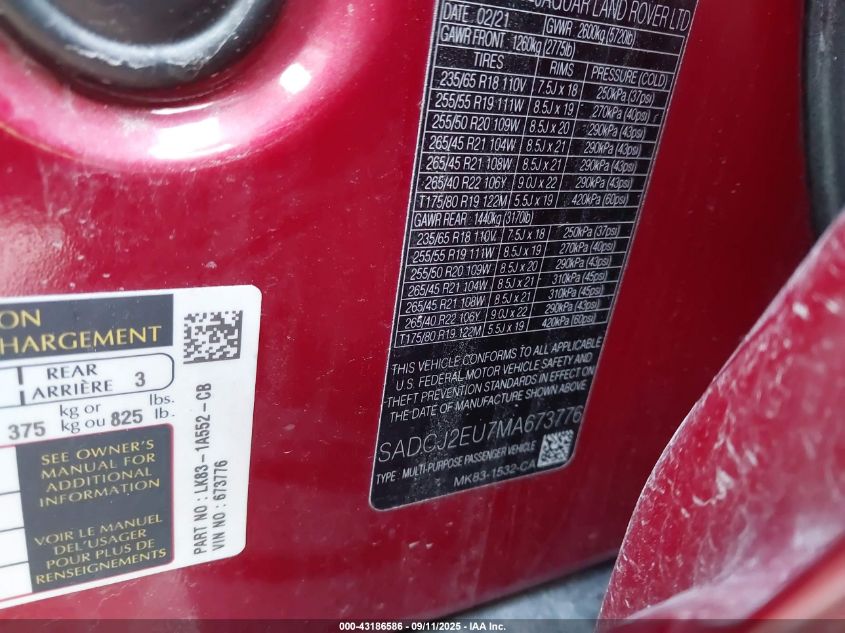 JAGUAR LAND ROVER LTD
DATE 02/21 GVWR 2600kg (5720lb)
GAWR FRONT 1260kg (2775lb)
TIRES RIMS PRESSURE (COLD)
235/65 R18 110V 7.5J x 18 250kPa (37psi)
255/55 R19 111W 8.5J x 19 270kPa (40psi)
255/50 R20 109W 8.5J x 20 290kPa (43psi)
265/45 R21 104W 8.5J x 21 290kPa (43psi)
265/45 R21 108W 8.5J x 21 290kPa (43psi)
265/40 R22 106Y 9.0J x 22 290kPa (43psi)
T175/80 R19 122M 5.5J x 19 420kPa (60psi)
GAWR REAR 1440kg (3170lb)
235/65 R18 110V 7.5J x 18 250kPa (37psi)
255/55 R19 111W 8.5J x 19 270kPa (40psi)
255/50 R20 109W 8.5J x 20 290kPa (43psi)
265/45 R21 104W 8.5J x 21 310kPa (45psi)
265/45 R21 108W 8.5J x 21 310kPa (45psi)
265/40 R22 106Y 9.0J x 22 290kPa (43psi)
T175/80 R19 122M 5.5J x 19 420kPa (60psi)
THIS VEHICLE CONFORMS TO ALL APPLICABLE
U.S. FEDERAL MOTOR VEHICLE SAFETY AND
THEFT PREVENTION STANDARDS IN EFFECT ON
THE DATE OF MANUFACTURE SHOWN ABOVE
SADCJ2EU7MA673776
TYPE : MULTI-PURPOSE PASSENGER VEHICLE
MK83-1532-CA
ON
HARGEMENT
REAR
ARRIÈRE 3
375 kg or
kg ou 825 lbs.
lb.
SEE OWNER'S
MANUAL FOR
ADDITIONAL
INFORMATION
VOIR LE MANUEL
DEL'USAGER
POUR PLUS DE
RENSEIGNEMENTS
PART NO : LK83-1A552-CB
VIN NO : 673776
000-43186586 - 09/11/2025 - IAA Inc.